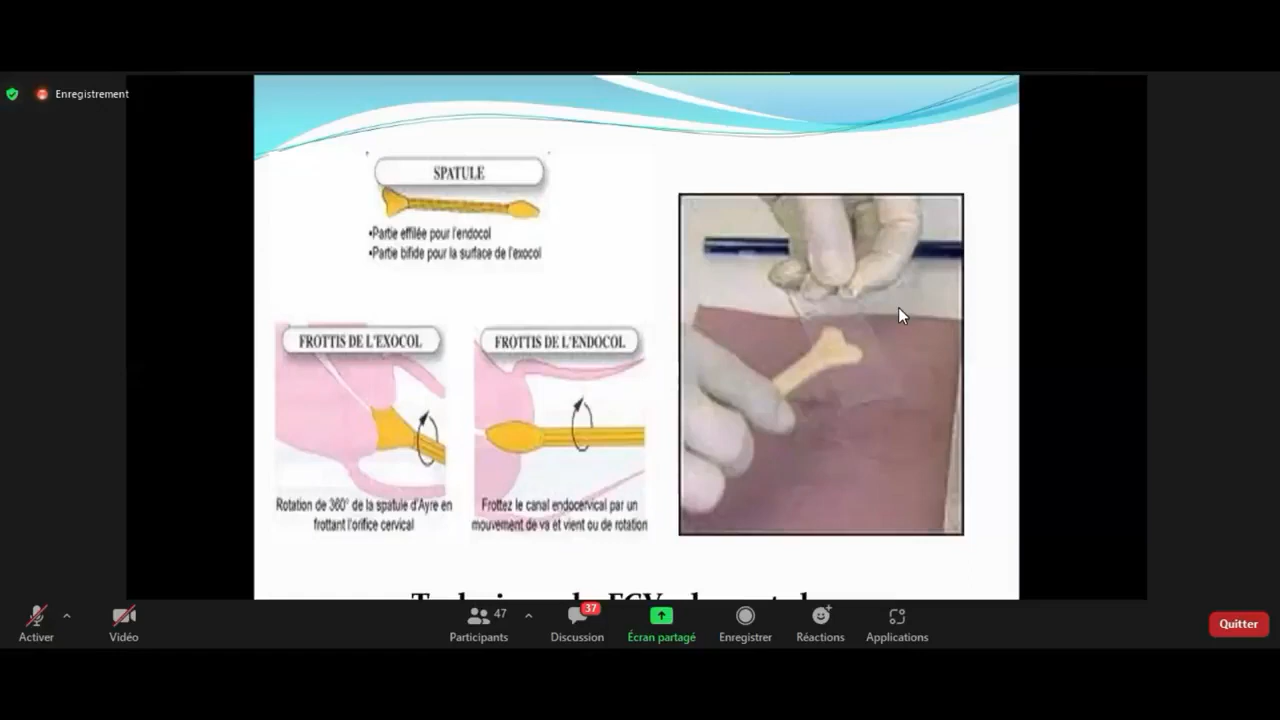 Enregistrement
SPATULE
•Partie effilée pour l'endocol
•Partie bifide pour la surface de l'exocol
FROTTIS DE L'EXOCOL
FROTTIS DE L'ENDOCOL
Rotation de 360° de la spatule d'Ayre en
frottant l'orifice cervical
Frottez le canal endocervical par un
mouvement de va et vient ou de rotation
Activer
Vidéo
Participants
47
Discussion
37
Écran partagé
Enregistrer
Réactions
Applications
Quitter